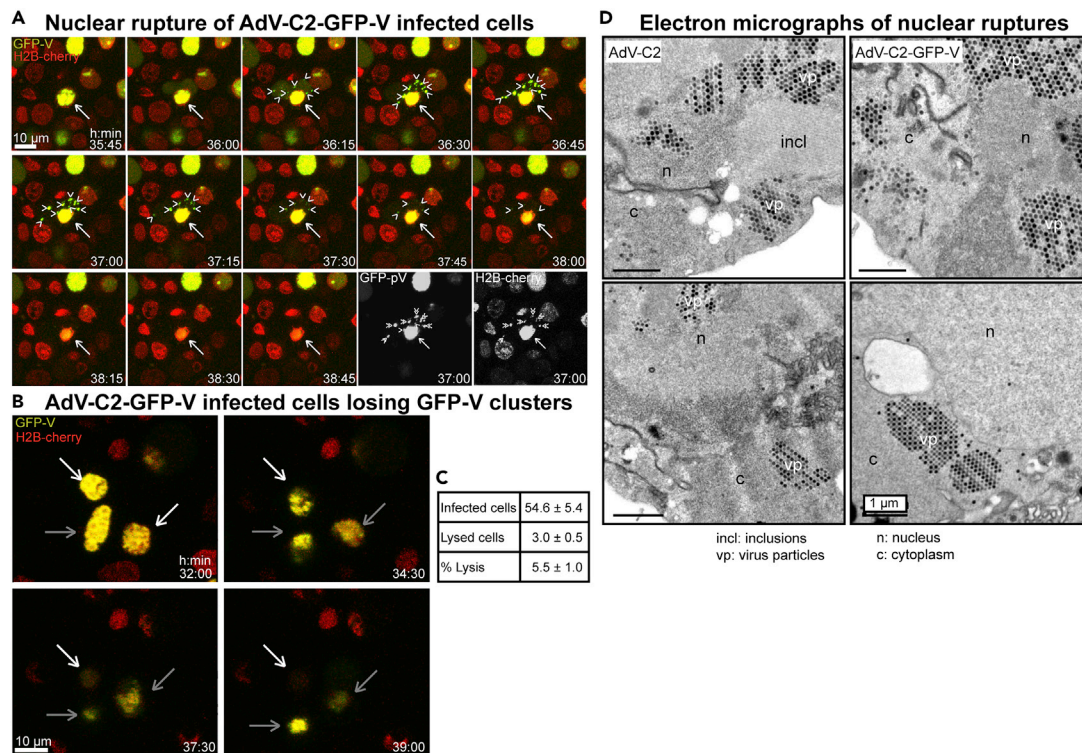 A Nuclear rupture of AdV-C2-GFP-V infected cells
GFP-V
H2B-cherry
10 µm
h:min
35:45
36:00
36:15
36:30
36:45
37:00
37:15
37:30
37:45
38:00
38:15
38:30
38:45
GFP-pV
37:00
H2B-cherry
37:00
B AdV-C2-GFP-V infected cells losing GFP-V clusters
GFP-V
H2B-cherry
h:min
32:00
34:30
10 µm
37:30
39:00
C
Infected cells 54.6 ± 5.4
Lysed cells 3.0 ± 0.5
% Lysis 5.5 ± 1.0
D Electron micrographs of nuclear ruptures
AdV-C2
vp
incl
n
c
vp
AdV-C2-GFP-V
vp
c
n
vp
vp
n
vp
c
n
vp
c
1 µm
incl: inclusions n: nucleus
vp: virus particles c: cytoplasm